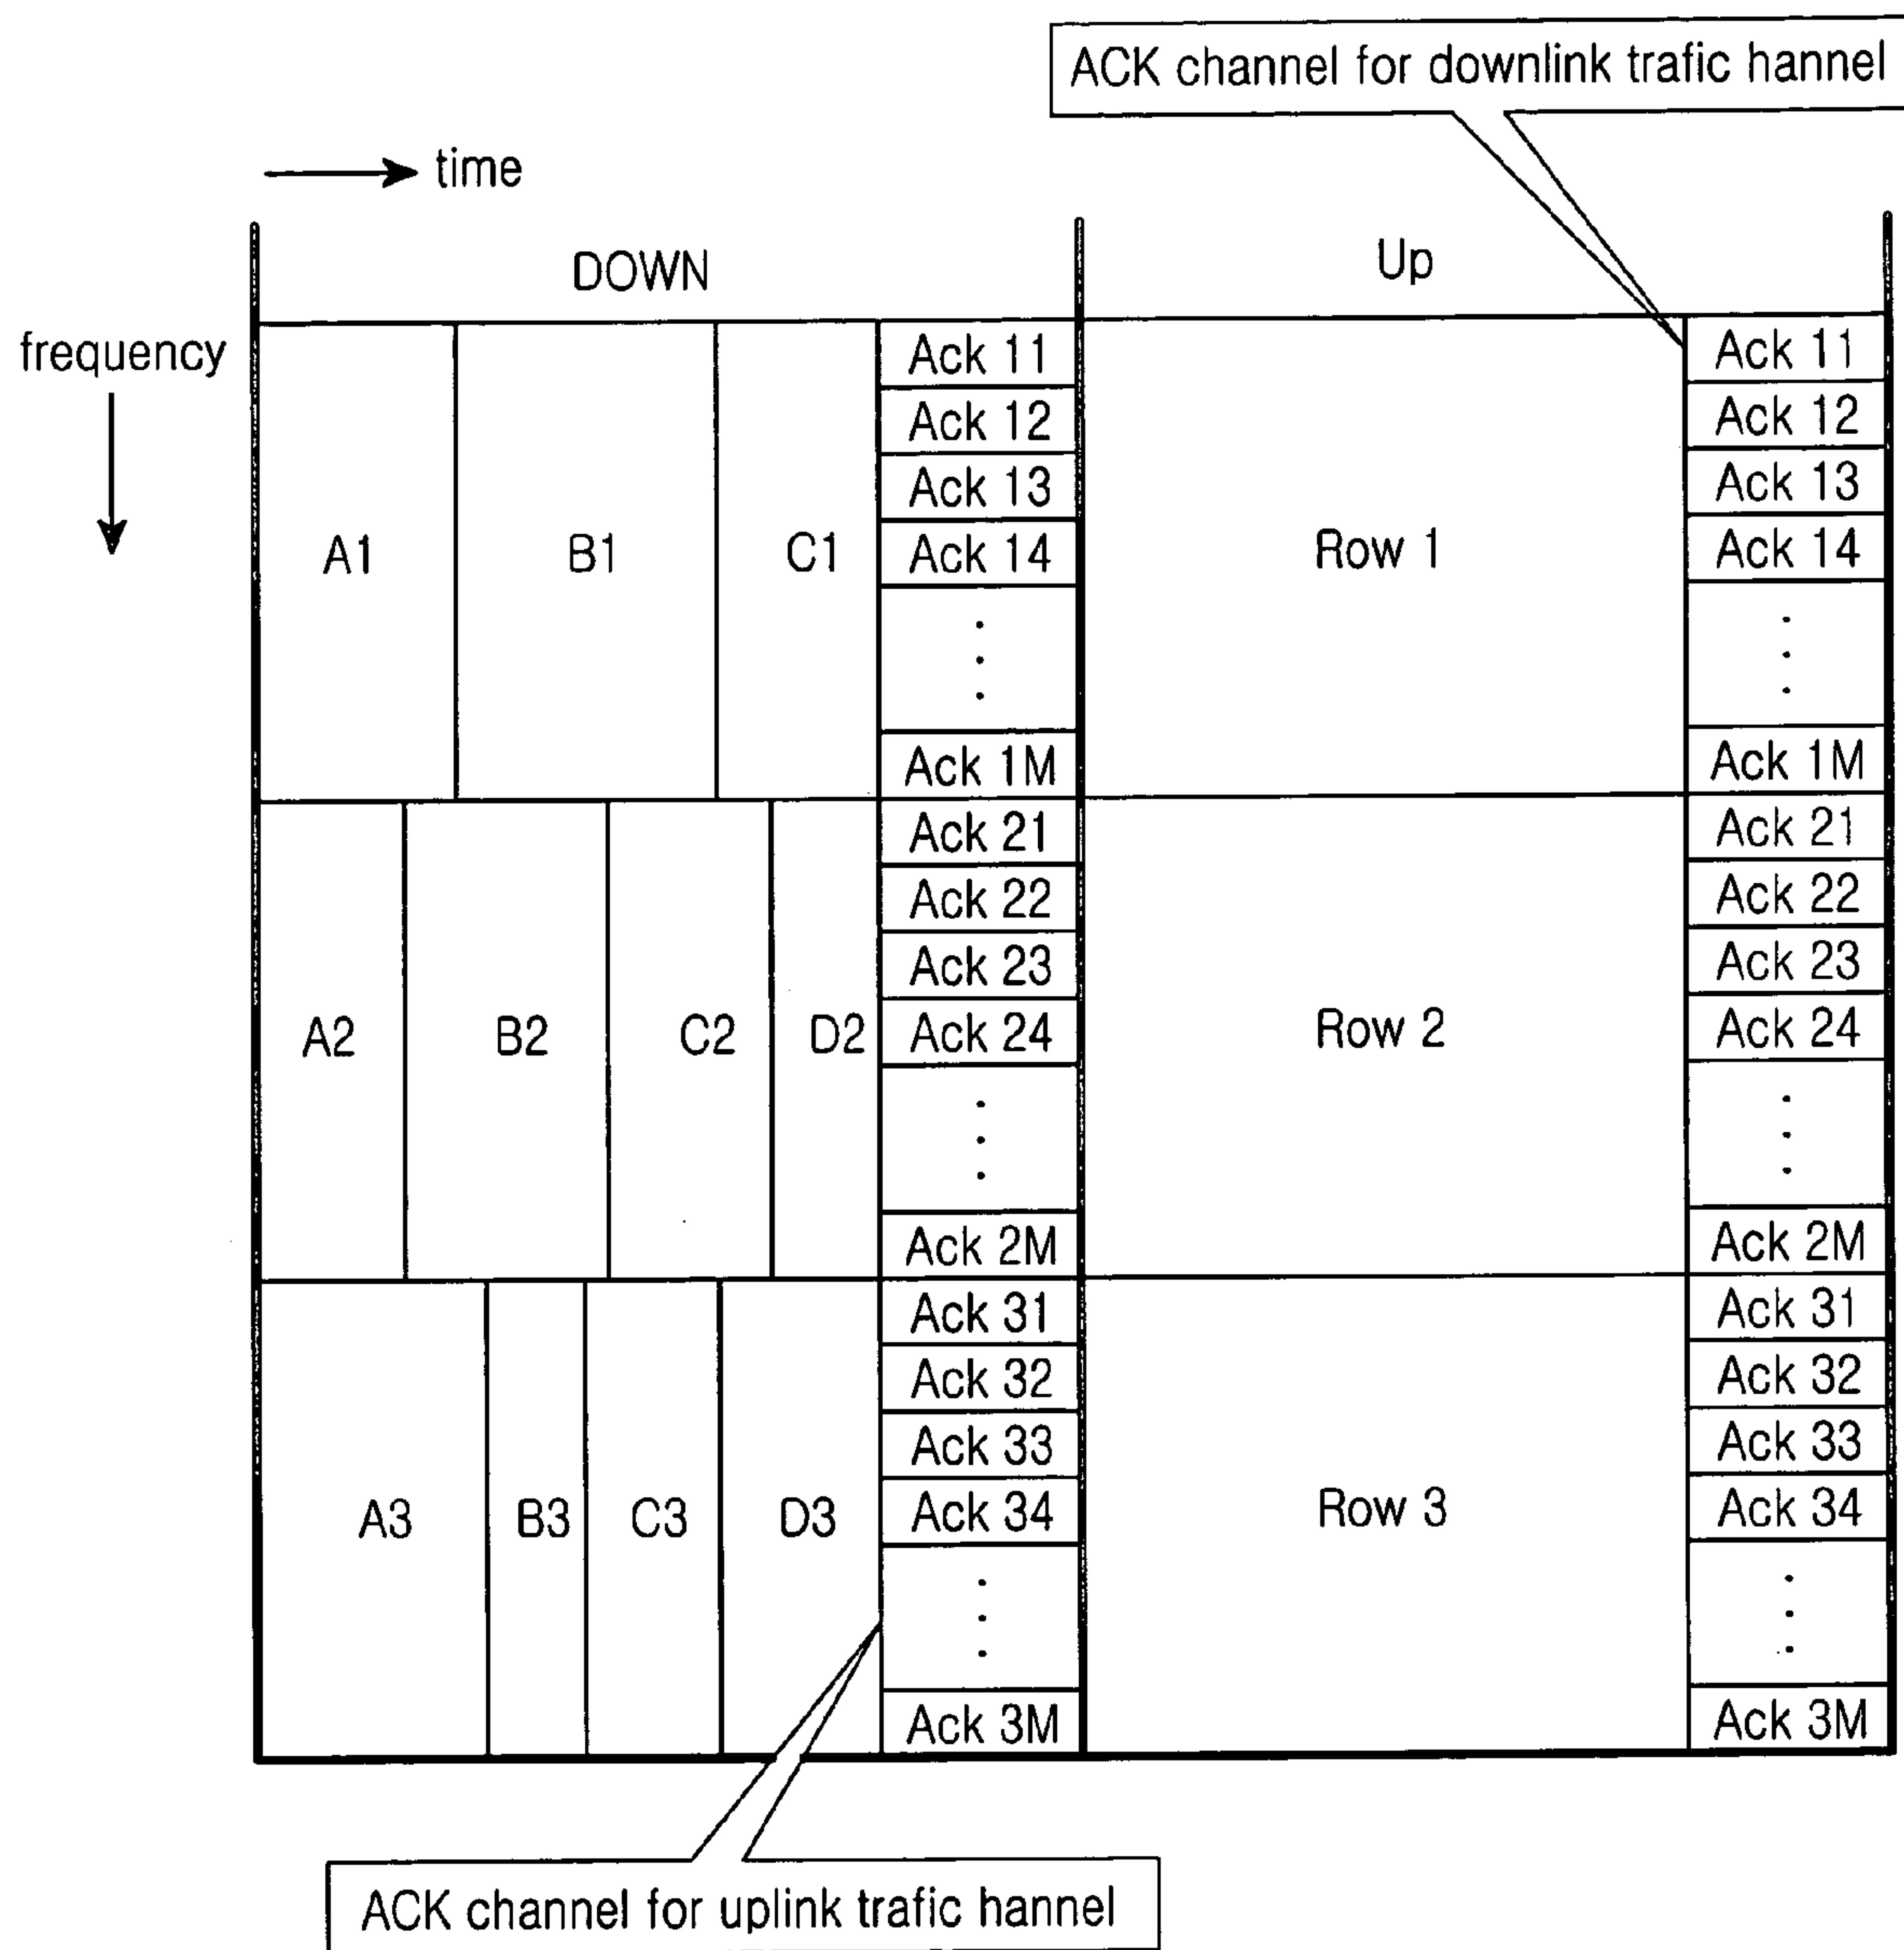 ACK channel for downlink trafic hannel
time
DOWN
Up
frequency
A1
B1
C1
Ack 11
Ack 12
Ack 13
Ack 14
Ack 1M
Row 1
Ack 11
Ack 12
Ack 13
Ack 14
Ack 1M
A2
B2
C2
D2
Ack 21
Ack 22
Ack 23
Ack 24
Ack 2M
Row 2
Ack 21
Ack 22
Ack 23
Ack 24
Ack 2M
A3
B3
C3
D3
Ack 31
Ack 32
Ack 33
Ack 34
Ack 3M
Row 3
Ack 31
Ack 32
Ack 33
Ack 34
Ack 3M
ACK channel for uplink trafic hannel